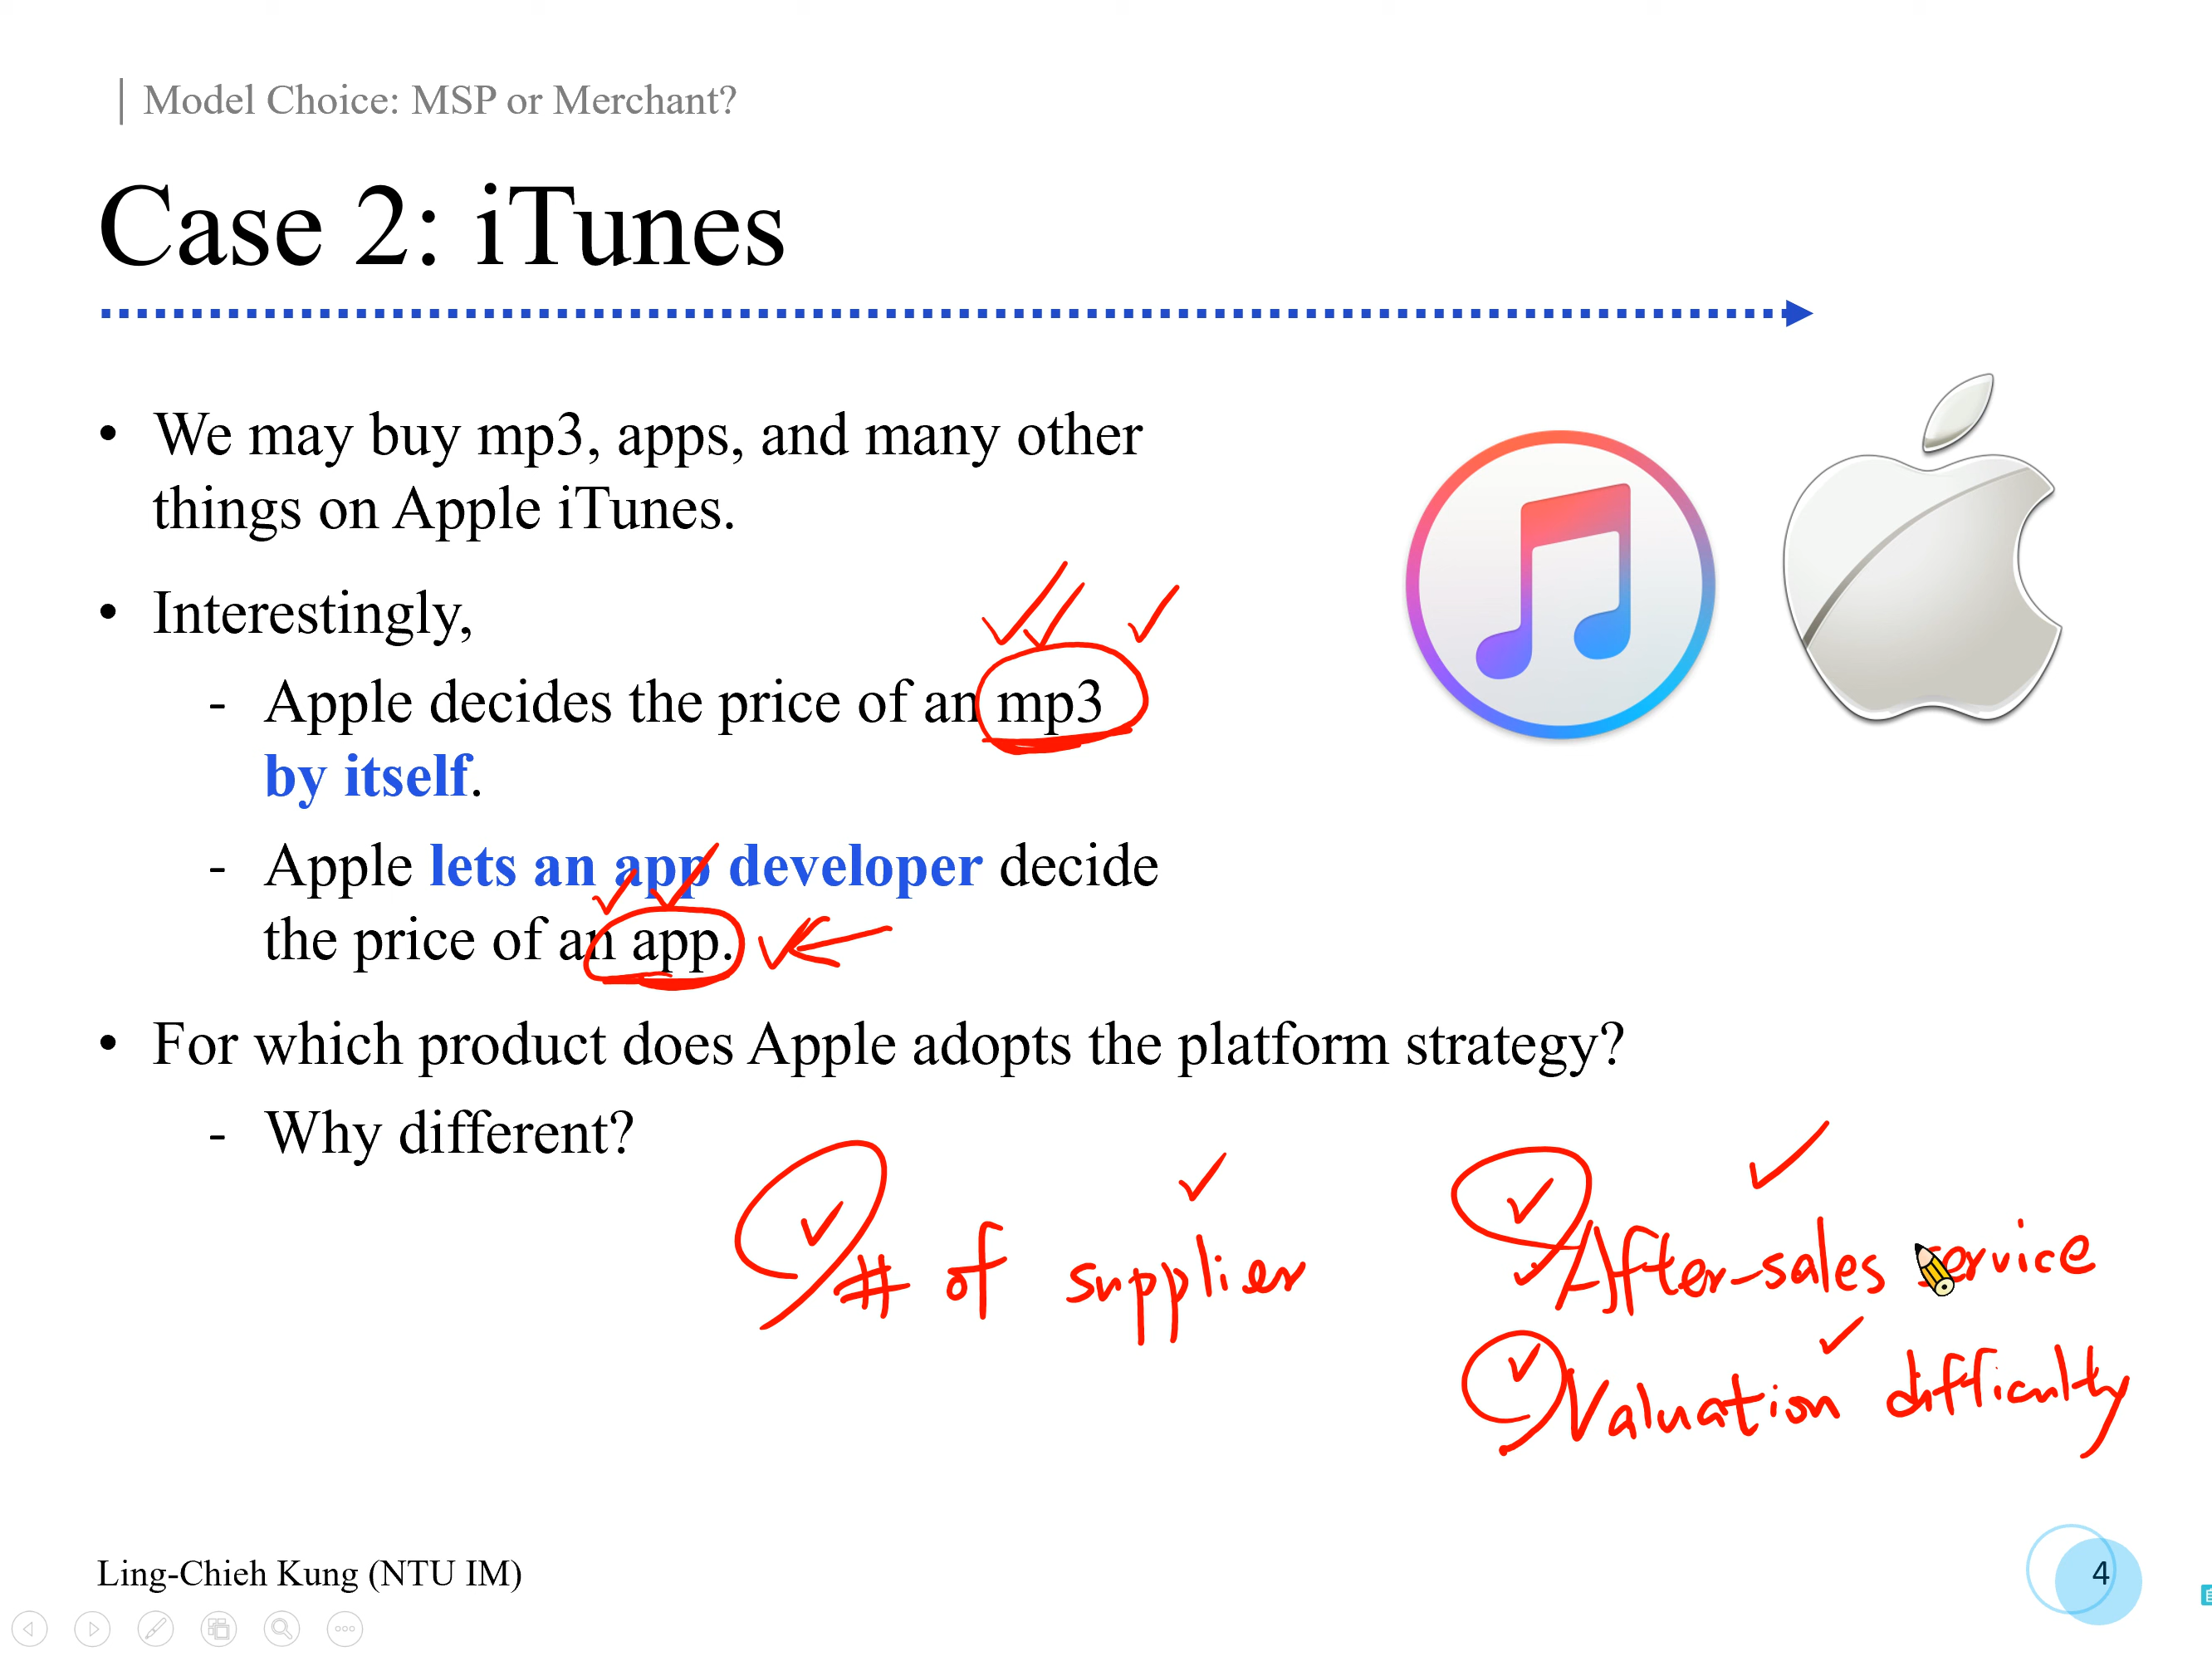 Model Choice: MSP or Merchant?
Case 2: iTunes
• We may buy mp3, apps, and many other
things on Apple iTunes.
• Interestingly,
- Apple decides the price of an mp3
by itself.
- Apple lets an app developer decide
the price of an app.
• For which product does Apple adopts the platform strategy?
- Why different?
# of supplier
After-sales service
Valuation difficulty
Ling-Chieh Kung (NTU IM)
4